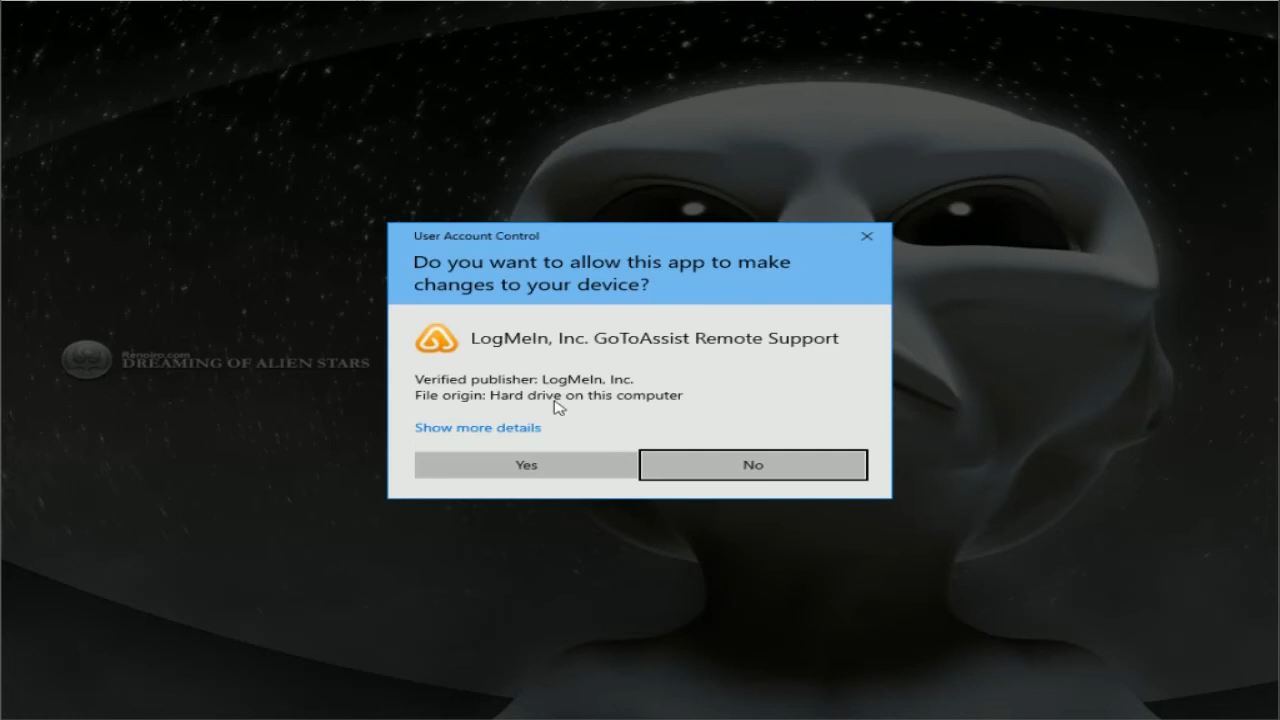 User Account Control
Do you want to allow this app to make
changes to your device?
LogMeIn, Inc. GoToAssist Remote Support
Renoiro.com
DREAMING OF ALIEN STARS
Verified publisher: LogMeIn, Inc.
File origin: Hard drive on this computer
Show more details
Yes
No